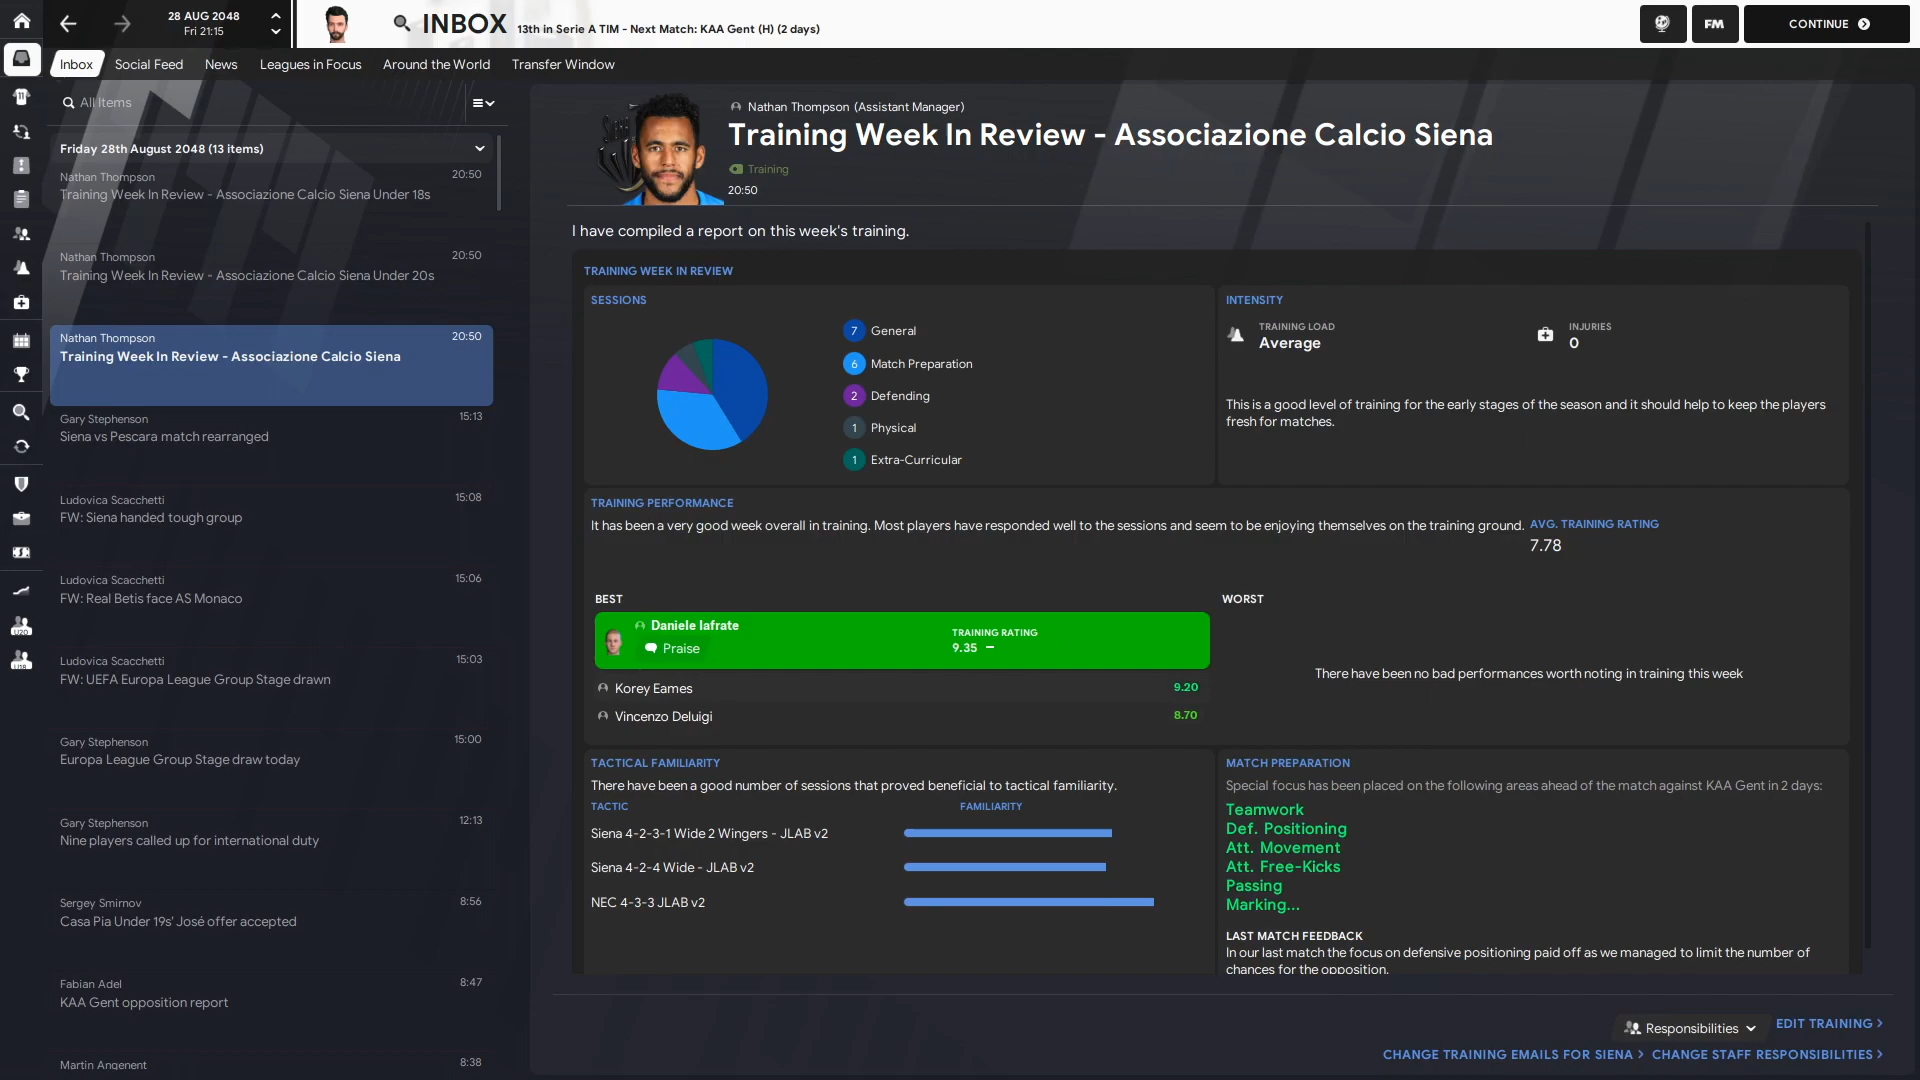 28 AUG 2048
Fri 21:15
INBOX
13th in Serie A TIM - Next Match: KAA Gent (H) (2 days)
FM
CONTINUE
Inbox
Social Feed
News
Leagues in Focus
Around the World
Transfer Window
All Items
Friday 28th August 2048 (13 items)
Nathan Thompson 20:50
Training Week In Review - Associazione Calcio Siena Under 18s
Nathan Thompson 20:50
Training Week In Review - Associazione Calcio Siena Under 20s
Nathan Thompson 20:50
Training Week In Review - Associazione Calcio Siena
Gary Stephenson 15:13
Siena vs Pescara match rearranged
Ludovica Scacchetti 15:08
FW: Siena handed tough group
Ludovica Scacchetti 15:06
FW: Real Betis face AS Monaco
Ludovica Scacchetti 15:03
FW: UEFA Europa League Group Stage drawn
Gary Stephenson 15:00
Europa League Group Stage draw today
Gary Stephenson 12:13
Nine players called up for international duty
Sergey Smirnov 8:56
Casa Pia Under 19s' José offer accepted
Fabian Adel 8:47
KAA Gent opposition report
Martin Angenent 8:38
11
U20
U18
Nathan Thompson (Assistant Manager)
Training Week In Review - Associazione Calcio Siena
Training
20:50
I have compiled a report on this week's training.
TRAINING WEEK IN REVIEW
SESSIONS
7 General
6 Match Preparation
2 Defending
1 Physical
1 Extra-Curricular
INTENSITY
TRAINING LOAD
Average
INJURIES
0
This is a good level of training for the early stages of the season and it should help to keep the players
fresh for matches.
TRAINING PERFORMANCE
It has been a very good week overall in training. Most players have responded well to the sessions and seem to be enjoying themselves on the training ground.
AVG. TRAINING RATING
7.78
BEST
Daniele Iafrate
Praise
TRAINING RATING
9.35 –
Korey Eames 9.20
Vincenzo Deluigi 8.70
WORST
There have been no bad performances worth noting in training this week
TACTICAL FAMILIARITY
There have been a good number of sessions that proved beneficial to tactical familiarity.
TACTIC FAMILIARITY
Siena 4-2-3-1 Wide 2 Wingers - JLAB v2
Siena 4-2-4 Wide - JLAB v2
NEC 4-3-3 JLAB v2
MATCH PREPARATION
Special focus has been placed on the following areas ahead of the match against KAA Gent in 2 days:
Teamwork
Def. Positioning
Att. Movement
Att. Free-Kicks
Passing
Marking...
LAST MATCH FEEDBACK
In our last match the focus on defensive positioning paid off as we managed to limit the number of
chances for the opposition.
Responsibilities
EDIT TRAINING >
CHANGE TRAINING EMAILS FOR SIENA >
CHANGE STAFF RESPONSIBILITIES >